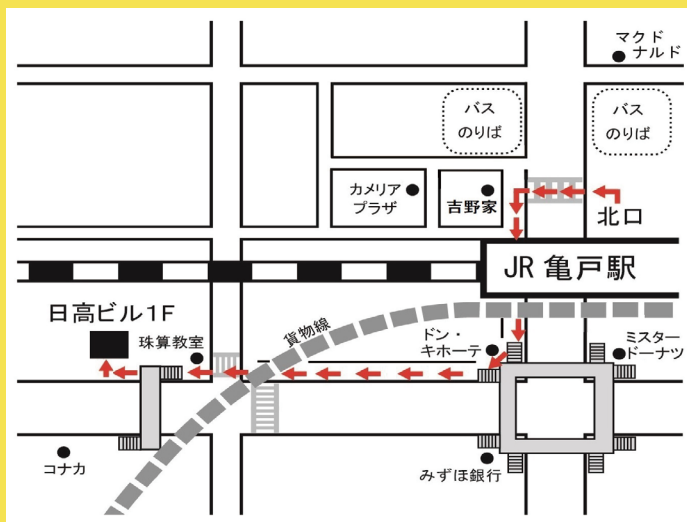 マクド
ナルド
バス
のりば
バス
のりば
カメリア
プラザ
吉野家
北口
JR 亀戸駅
日高ビル1F
珠算教室
貨物線
ドン・
キホーテ
ミスター
ドーナツ
コナカ
みずほ銀行